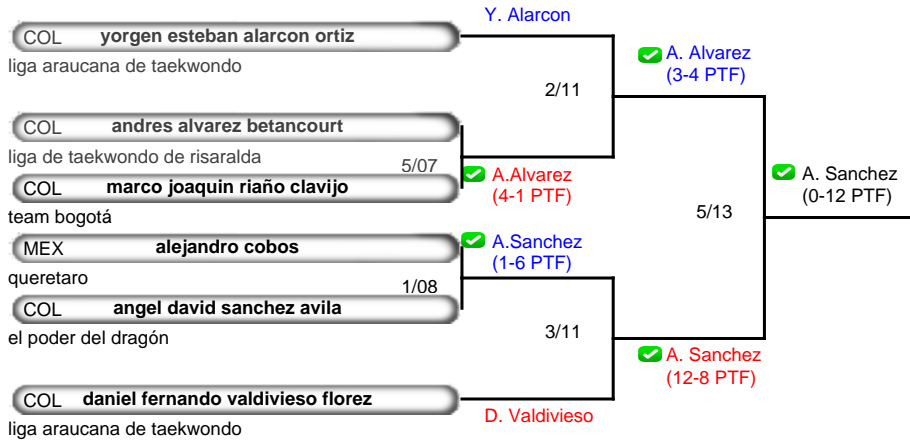 Y. Alarcon
COL yorgen esteban alarcon ortiz
liga araucana de taekwondo
A. Alvarez
(3-4 PTF)
2/11
COL andres alvarez betancourt
liga de taekwondo de risaralda
5/07
COL marco joaquin riaño clavijo
team bogotá
A.Alvarez
(4-1 PTF)
A. Sanchez
(0-12 PTF)
5/13
MEX alejandro cobos
queretaro
A.Sanchez
(1-6 PTF)
1/08
COL angel david sanchez avila
el poder del dragón
3/11
A. Sanchez
(12-8 PTF)
COL daniel fernando valdivieso florez
liga araucana de taekwondo
D. Valdivieso